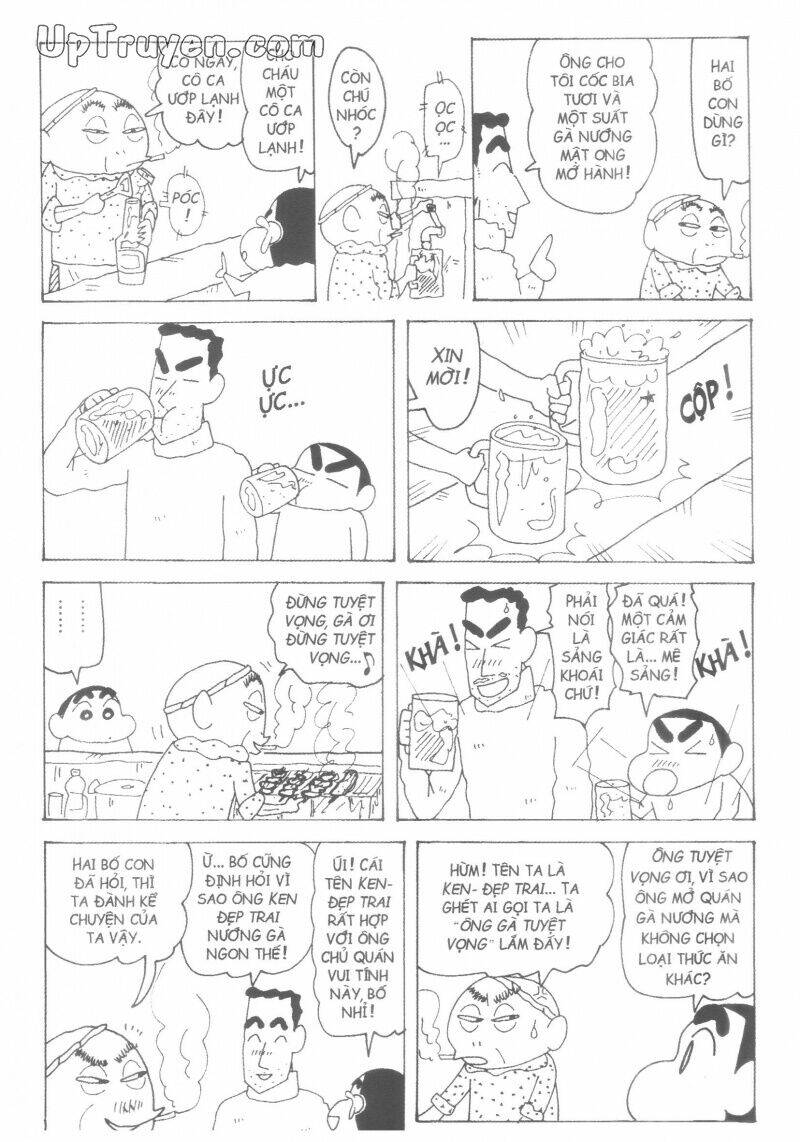 UpTruyen.com
HAI
BỐ
CON
DÙNG
GÌ?
ÔNG CHO
TÔI CỐC BIA
TƯƠI VÀ
MỘT SUẤT
GÀ NƯỚNG
MẬT ONG
MỠ HÀNH!
ỌC
ỌC
...
CÒN
CHÚ
NHÓC
?
CHO
CHÁU
MỘT
CÔ CA
ƯỚP
LẠNH!
CÓ NGAY,
CÔ CA
ƯỚP LẠNH
ĐÂY!
PÓC
!
XIN
MỜI!
CỘP!
ỰC
ỰC...
ĐÃ QUÁ!
MỘT CẢM
GIÁC RẤT
LÀ... MÊ
SẢNG!
KHÀ!
PHẢI
NÓI
LÀ
SẢNG
KHOÁI
CHỨ!
KHÀ!
ĐỪNG TUYỆT
VỌNG, GÀ ƠI
ĐỪNG TUYỆT
VỌNG...♪
......
ÔNG TUYỆT
VỌNG ƠI, VÌ SAO
ÔNG MỞ QUÁN
GÀ NƯỚNG MÀ
KHÔNG CHỌN
LOẠI THỨC ĂN
KHÁC?
HỪM! TÊN TA LÀ
KEN-ĐẸP TRAI... TA
GHÉT AI GỌI TA LÀ
"ÔNG GÀ TUYỆT
VỌNG" LẮM ĐẤY!
ÚI! CÁI
TÊN KEN-
ĐẸP TRAI
RẤT HỢP
VỚI ÔNG
CHỦ QUÁN
VUI TÍNH
NÀY, BỐ
NHỈ!
Ừ... BỐ CŨNG
ĐỊNH HỎI VÌ
SAO ÔNG KEN
ĐẸP TRAI
NƯỚNG GÀ
NGON THẾ!
HAI BỐ CON
ĐÃ HỎI, THÌ
TA ĐÀNH KỂ
CHUYỆN CỦA
TA VẬY.